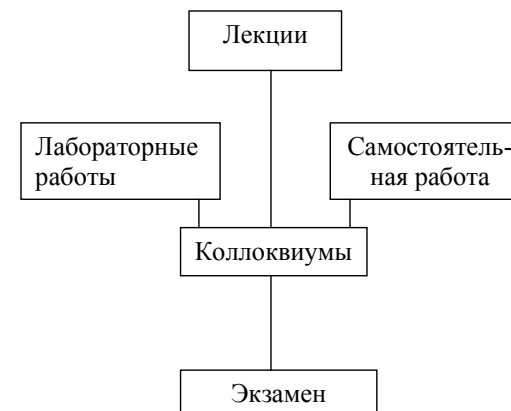 Лекции
Лабораторные
работы
Самостоятель-
ная работа
Коллоквиумы
Экзамен